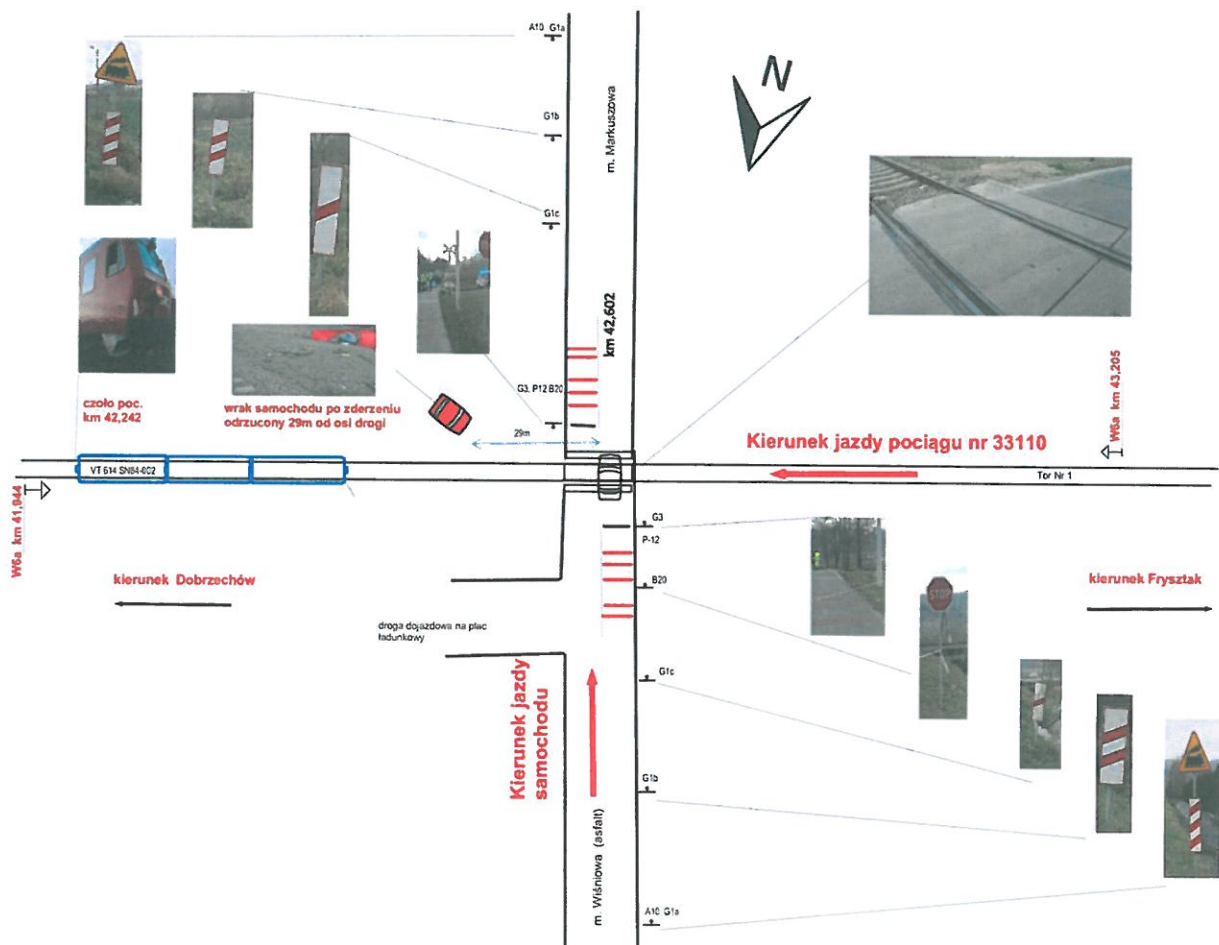 A10 G1a
G1b
m. Markuszowa
N
G1c
km 42,602
W6a km 43,205
czoło poc.
km 42,242
wrak samochodu po zderzeniu
odrzucony 29m od osi drogi
G3, P12 B20
29m
Kierunek jazdy pociągu nr 33110
VT 614 SN84-602
Tor Nr 1
W6a km 41,944
G3
P-12
B20
STOP
kierunek Dobrzechów
kierunek Frysztak
droga dojazdowa na plac
ładunkowy
G1c
Kierunek jazdy
samochodu
G1b
m. Wiśniowa (asfalt)
A10 G1a